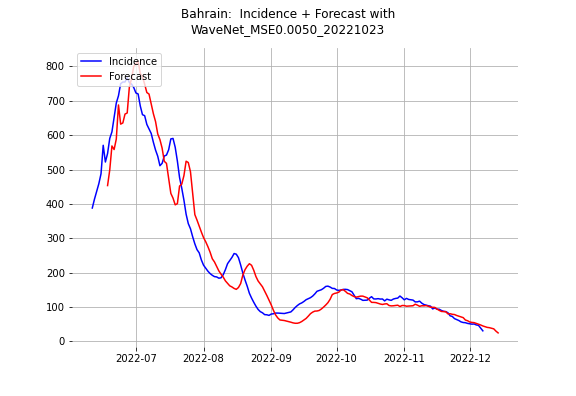 Bahrain:  Incidence + Forecast with
WaveNet_MSE0.0050_20221023
Incidence
Forecast
800
700
600
500
400
300
200
100
0
2022-07 2022-08 2022-09 2022-10 2022-11 2022-12